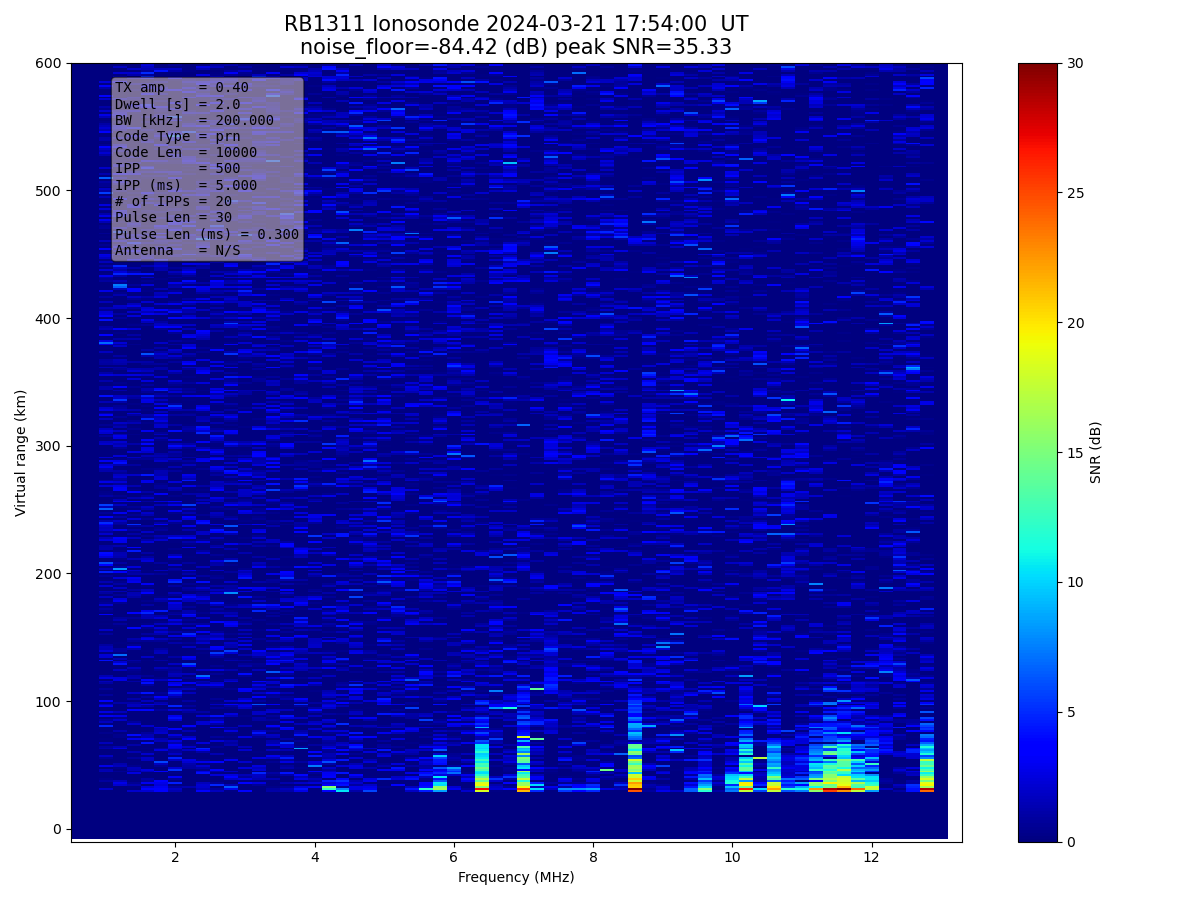 RB1311 Ionosonde 2024-03-21 17:54:00  UT
noise_floor=-84.42 (dB) peak SNR=35.33
600
500
400
300
200
100
0
Virtual range (km)
TX amp    = 0.40
Dwell [s] = 2.0
BW [kHz]  = 200.000
Code Type = prn
Code Len  = 10000
IPP       = 500
IPP (ms)  = 5.000
# of IPPs = 20
Pulse Len = 30
Pulse Len (ms) = 0.300
Antenna   = N/S
2 4 6 8 10 12
Frequency (MHz)
30
25
20
15
10
5
0
SNR (dB)